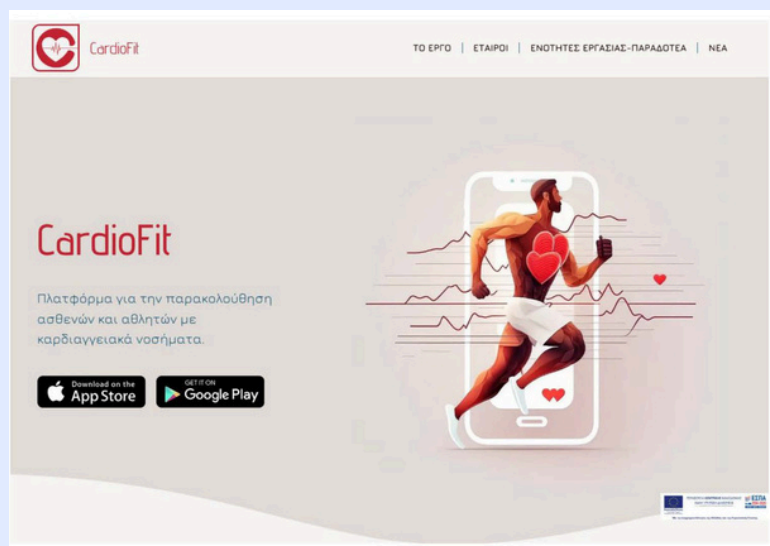 CardioFit
ΤΟ ΕΡΓΟ | ΕΤΑΙΡΟΙ | ΕΝΟΤΗΤΕΣ ΕΡΓΑΣΙΑΣ-ΠΑΡΑΔΟΤΕΑ | ΝΕΑ
CardioFit
Πλατφόρμα για την παρακολούθηση
ασθενών και αθλητών με
καρδιαγγειακά νοσήματα.
Download on the
App Store
GET IT ON
Google Play
ΕΣΠΑ